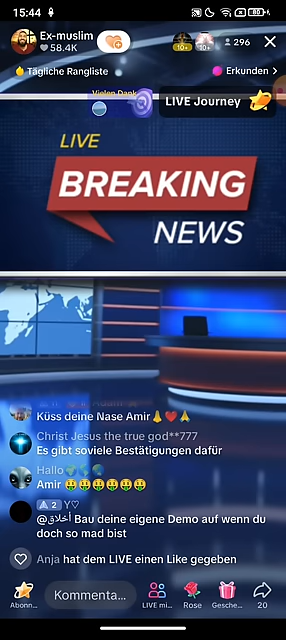 15:44
80
Ex-muslim
58.4K
10+
10+
296
Tägliche Rangliste
Erkunden >
Vielen Dank
LIVE Journey
LIVE
BREAKING
NEWS
Küss deine Nase Amir🙏❤️🙏
Christ Jesus the true god**777
Es gibt soviele Bestätigungen dafür
Hallo🌍🌍🌏
Amir 🤑🤑🤑🤑🤑🤑
2 Y♡
@أخلاق Bau deine eigene Demo auf wenn du
doch so mad bist
Anja hat dem LIVE einen Like gegeben
Abonn...
Kommenta...
LIVE mi...
Rose
Gesche...
20